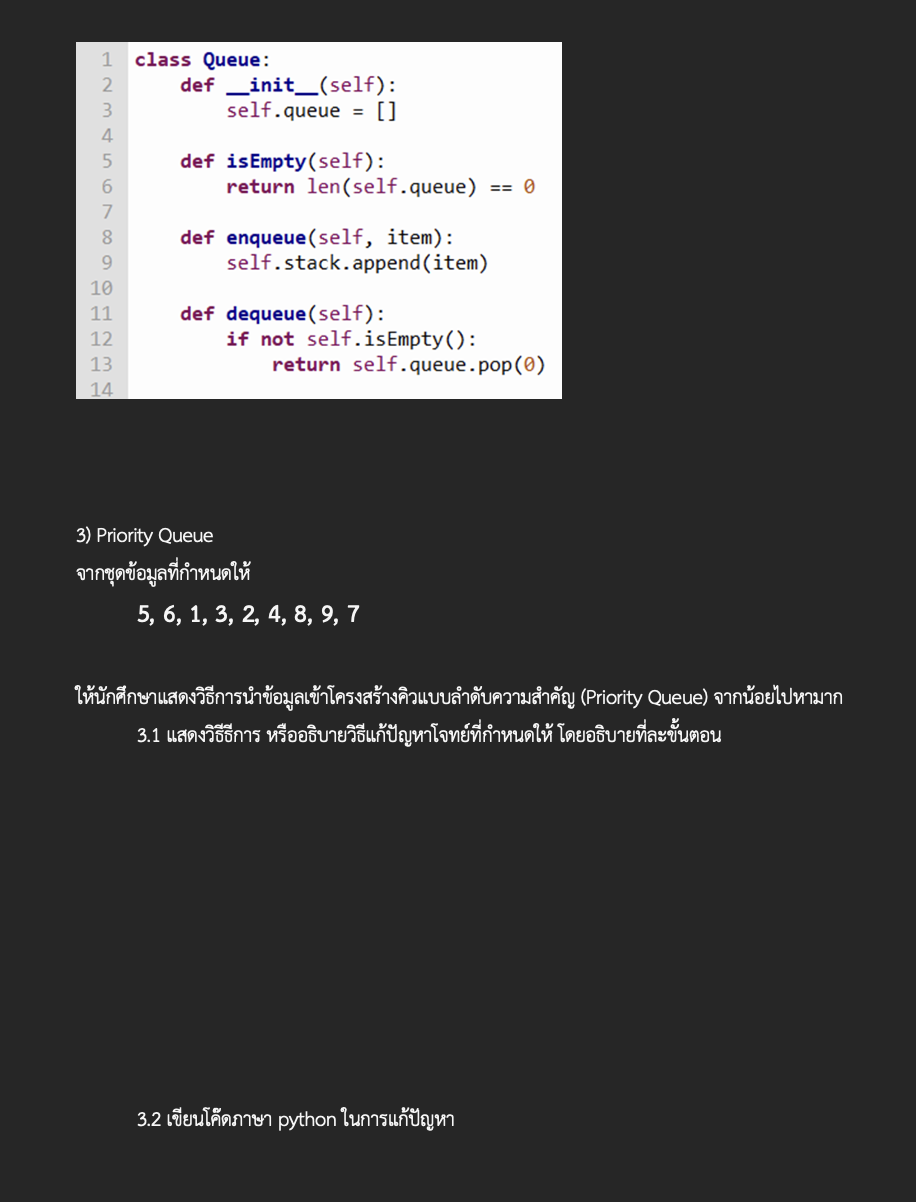 1 class Queue:
2     def __init__(self):
3         self.queue = []
4
5     def isEmpty(self):
6         return len(self.queue) == 0
7
8     def enqueue(self, item):
9         self.stack.append(item)
10
11     def dequeue(self):
12         if not self.isEmpty():
13             return self.queue.pop(0)
14
3) Priority Queue
จากชุดข้อมูลที่กำหนดให้
5, 6, 1, 3, 2, 4, 8, 9, 7
ให้นักศึกษาแสดงวิธีการนำข้อมูลเข้าโครงสร้างคิวแบบลำดับความสำคัญ (Priority Queue) จากน้อยไปหามาก
3.1 แสดงวิธีธีการ หรืออธิบายวิธีแก้ปัญหาโจทย์ที่กำหนดให้ โดยอธิบายที่ละขั้นตอน
3.2 เขียนโค๊ดภาษา python ในการแก้ปัญหา